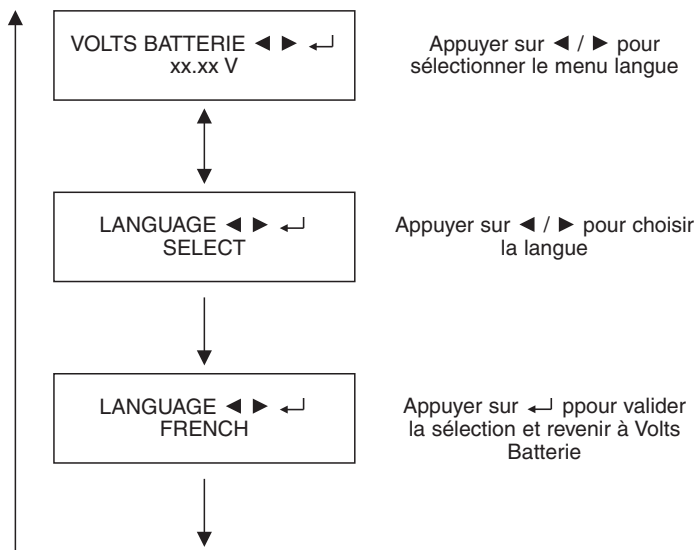 VOLTS BATTERIE ◄ ► ↵
xx.xx V
Appuyer sur ◄ / ► pour
sélectionner le menu langue
LANGUAGE ◄ ► ↵
SELECT
Appuyer sur ◄ / ► pour choisir
la langue
LANGUAGE ◄ ► ↵
FRENCH
Appuyer sur ↵ ppour valider
la sélection et revenir à Volts
Batterie